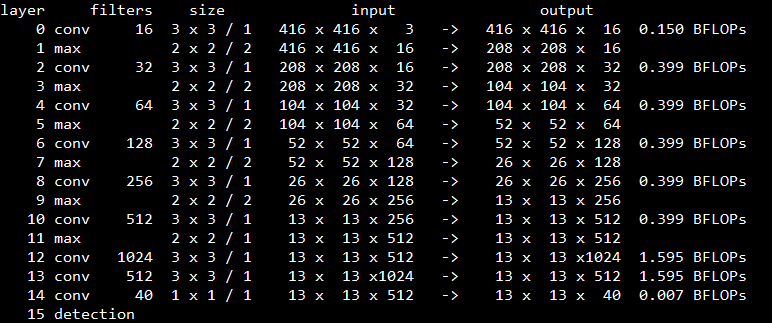 layer     filters    size              input                output
    0 conv     16  3 x 3 / 1   416 x 416 x   3   ->   416 x 416 x  16  0.150 BFLOPs
    1 max          2 x 2 / 2   416 x 416 x  16   ->   208 x 208 x  16
    2 conv     32  3 x 3 / 1   208 x 208 x  16   ->   208 x 208 x  32  0.399 BFLOPs
    3 max          2 x 2 / 2   208 x 208 x  32   ->   104 x 104 x  32
    4 conv     64  3 x 3 / 1   104 x 104 x  32   ->   104 x 104 x  64  0.399 BFLOPs
    5 max          2 x 2 / 2   104 x 104 x  64   ->    52 x  52 x  64
    6 conv    128  3 x 3 / 1    52 x  52 x  64   ->    52 x  52 x 128  0.399 BFLOPs
    7 max          2 x 2 / 2    52 x  52 x 128   ->    26 x  26 x 128
    8 conv    256  3 x 3 / 1    26 x  26 x 128   ->    26 x  26 x 256  0.399 BFLOPs
    9 max          2 x 2 / 2    26 x  26 x 256   ->    13 x  13 x 256
   10 conv    512  3 x 3 / 1    13 x  13 x 256   ->    13 x  13 x 512  0.399 BFLOPs
   11 max          2 x 2 / 1    13 x  13 x 512   ->    13 x  13 x 512
   12 conv   1024  3 x 3 / 1    13 x  13 x 512   ->    13 x  13 x1024  1.595 BFLOPs
   13 conv    512  3 x 3 / 1    13 x  13 x1024   ->    13 x  13 x 512  1.595 BFLOPs
   14 conv     40  1 x 1 / 1    13 x  13 x 512   ->    13 x  13 x  40  0.007 BFLOPs
   15 detection